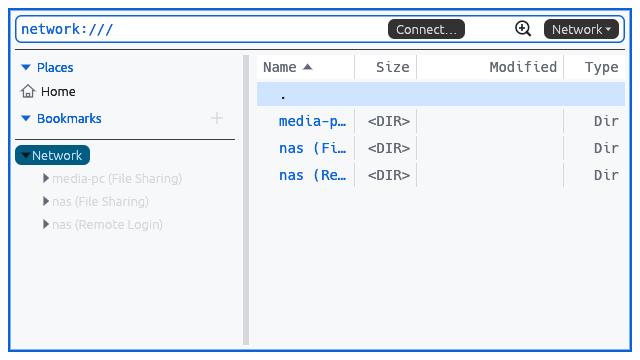 network:///
Connect...
Network
Places
Home
Bookmarks
Network
media-pc (File Sharing)
nas (File Sharing)
nas (Remote Login)
Name Size Modified Type
.
media-p… <DIR> Dir
nas (Fi… <DIR> Dir
nas (Re… <DIR> Dir